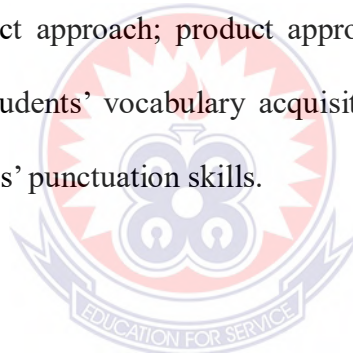 ct approach; product appro
udents' vocabulary acquisit
s' punctuation skills.
EDUCATION FOR SERVICE